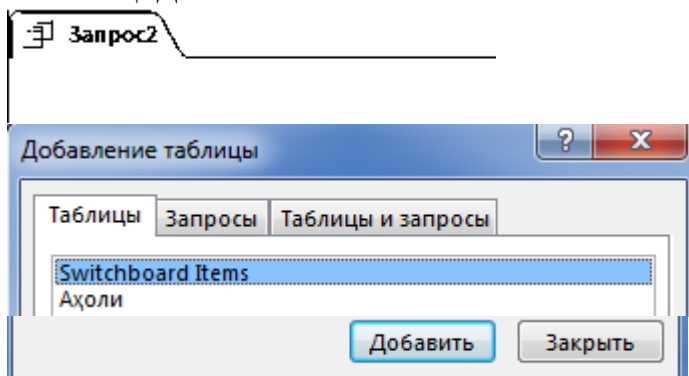 Запрос2
Добавление таблицы
Таблицы Запросы Таблицы и запросы
Switchboard Items
Аҳоли
Добавить Закрыть